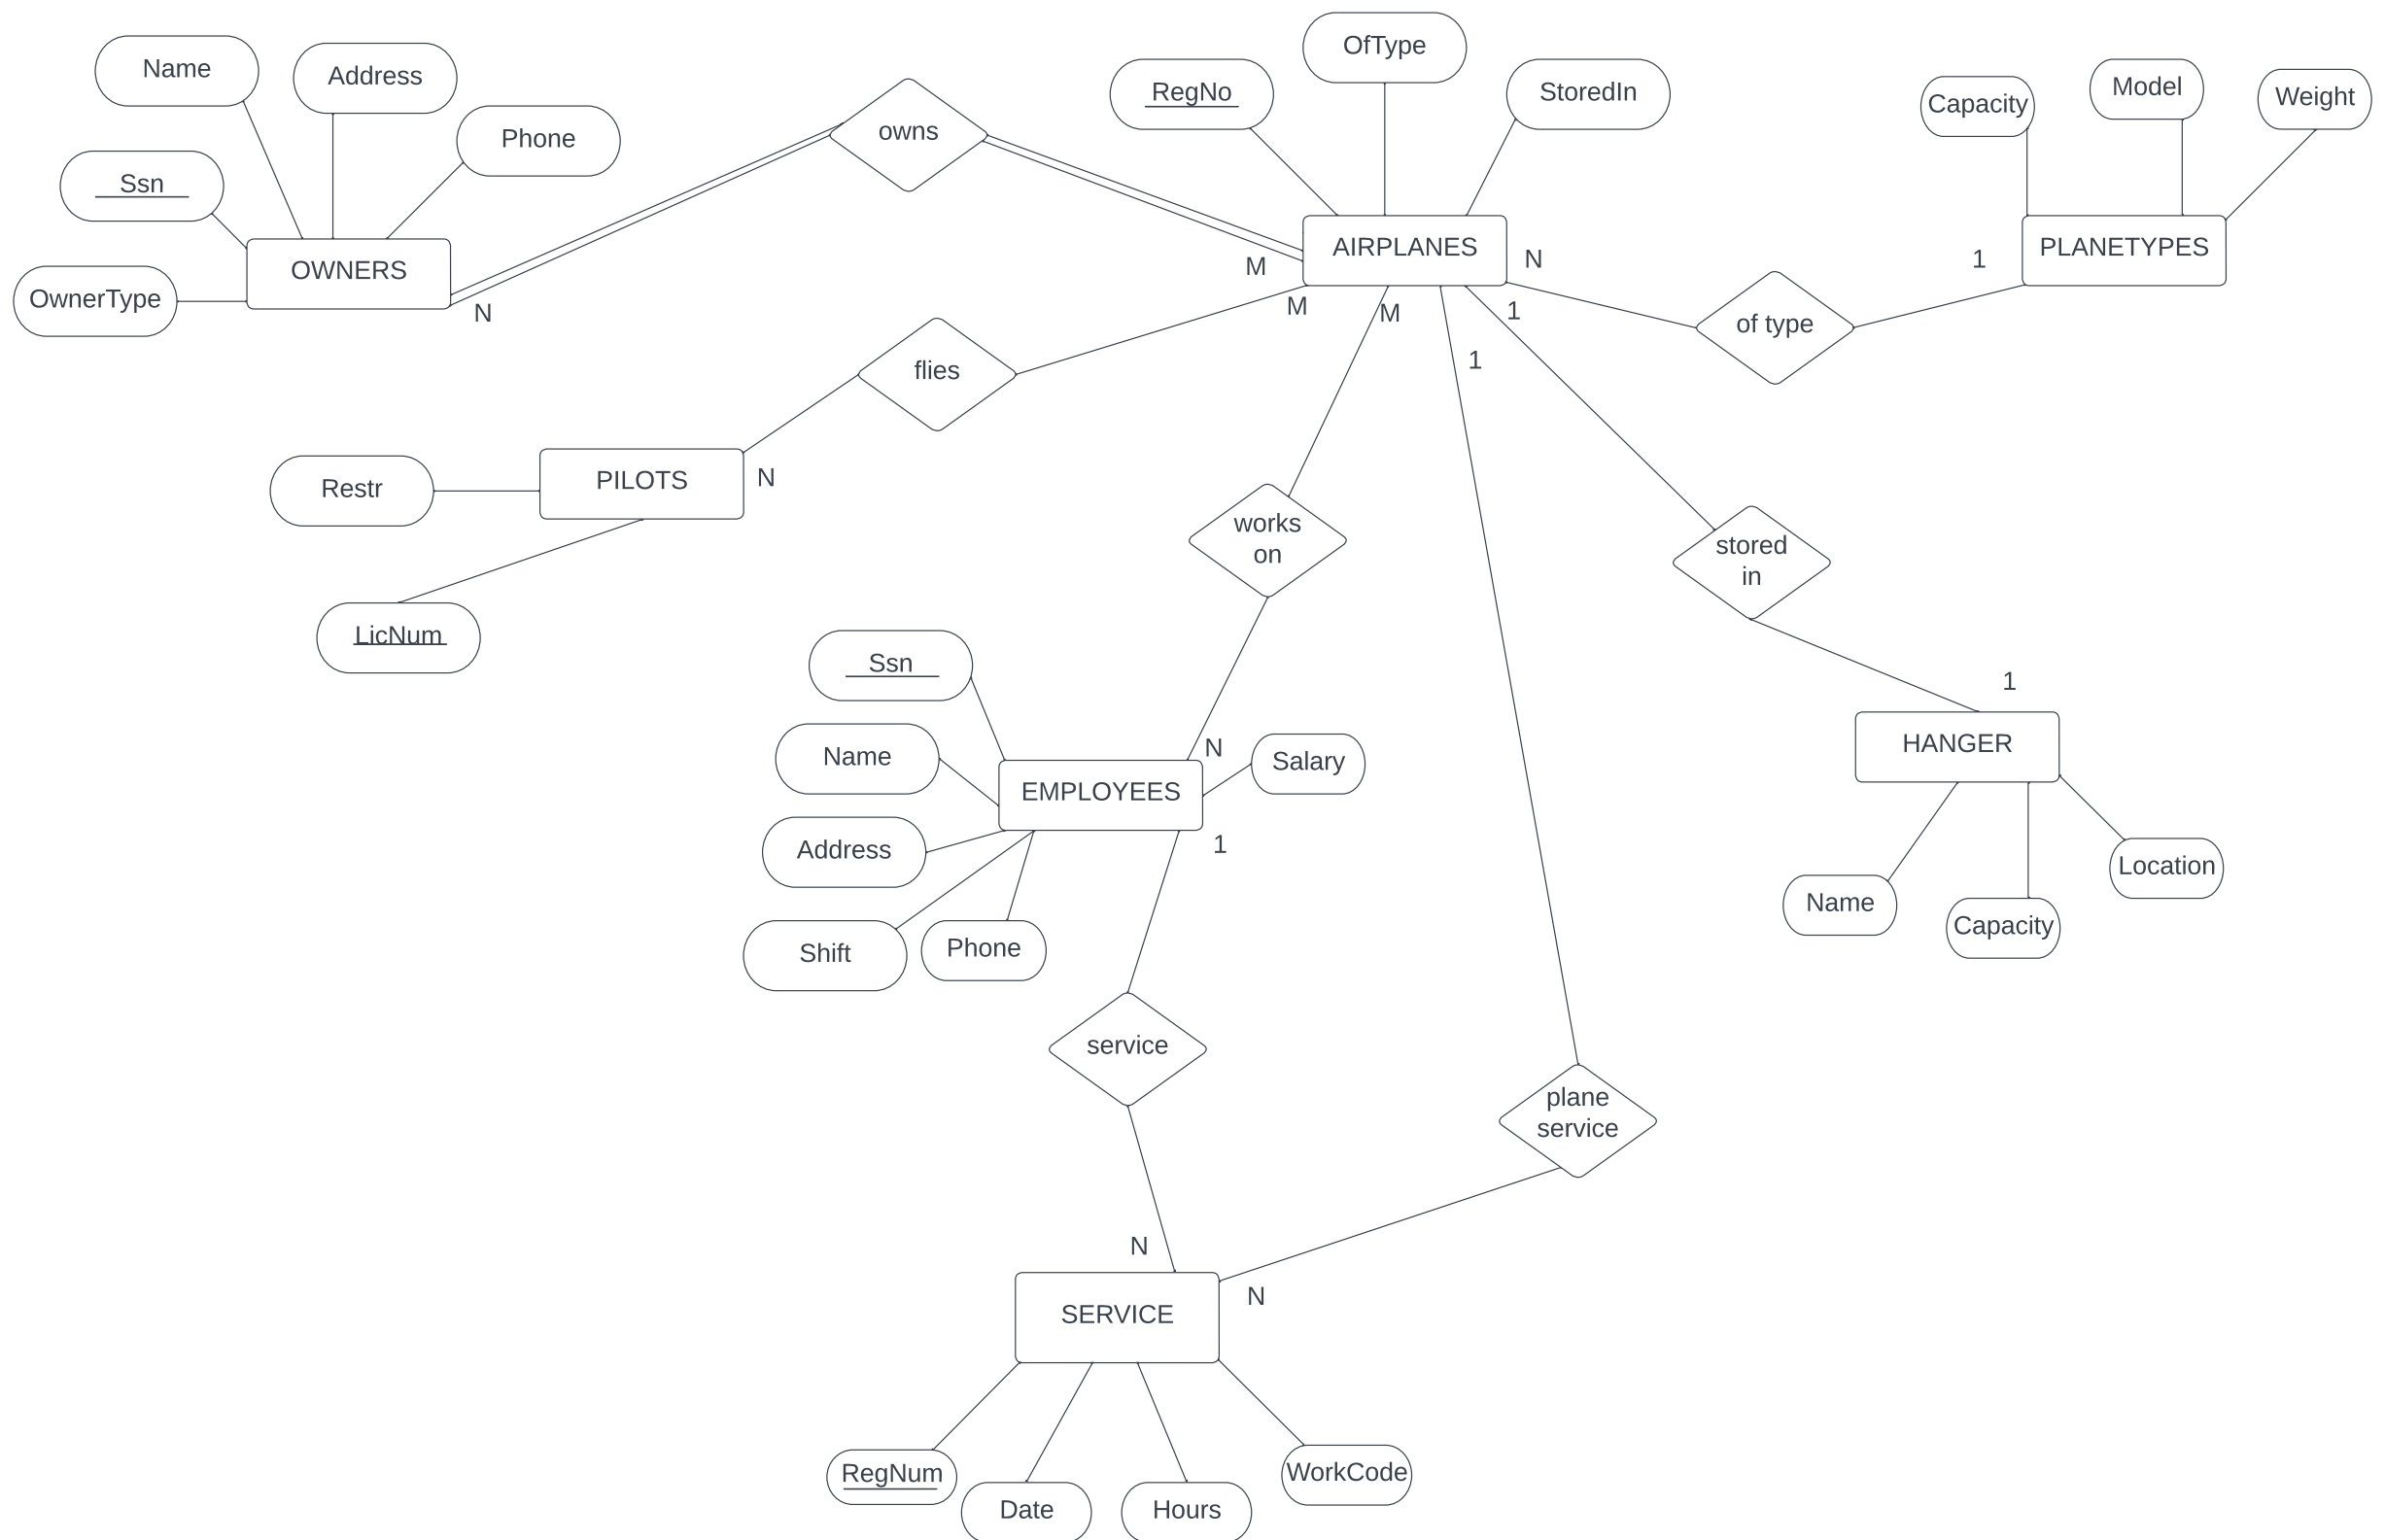 OfType
Name
Address
Capacity
Model
Weight
RegNo
StoredIn
owns
Phone
Ssn
OWNERS
AIRPLANES
PLANETYPES
N
1
M
OwnerType
N
M
M
1
of type
flies
1
PILOTS
N
Restr
works
on
stored
in
LicNum
Ssn
1
Name
N
Salary
HANGER
EMPLOYEES
Address
1
Location
Name
Capacity
Shift
Phone
service
plane
service
N
N
SERVICE
RegNum
WorkCode
Date
Hours